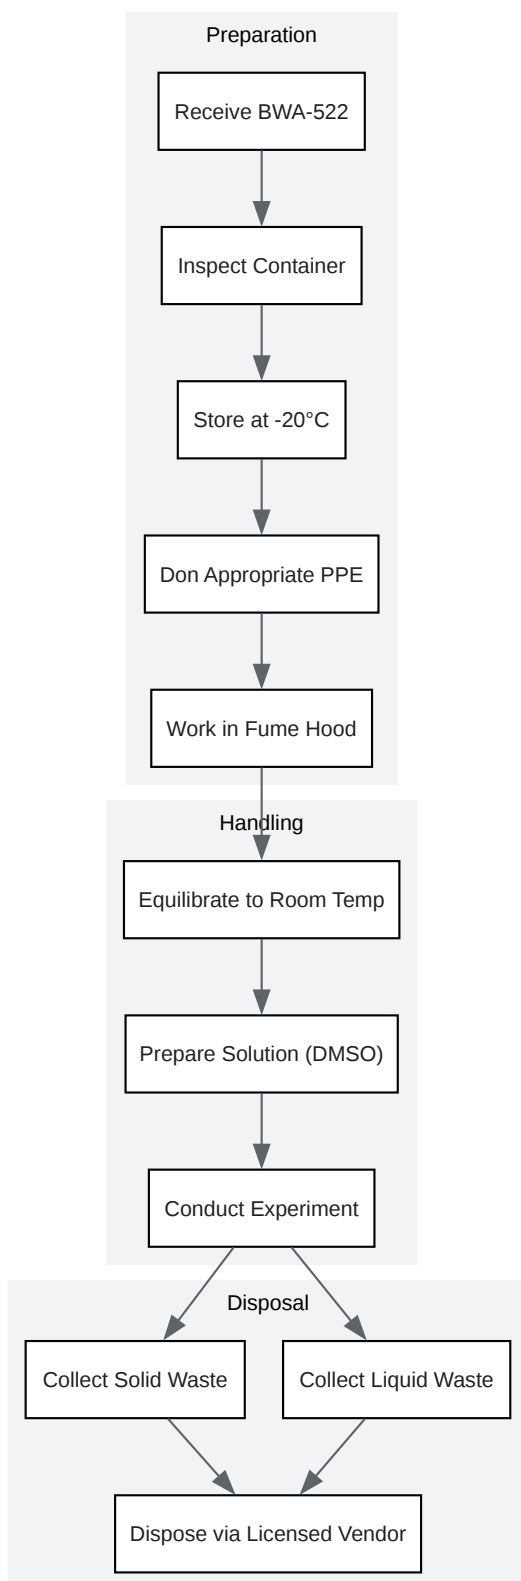 Preparation
Receive BWA-522
Inspect Container
Store at -20°C
Don Appropriate PPE
Work in Fume Hood
Handling
Equilibrate to Room Temp
Prepare Solution (DMSO)
Conduct Experiment
Disposal
Collect Solid Waste
Collect Liquid Waste
Dispose via Licensed Vendor